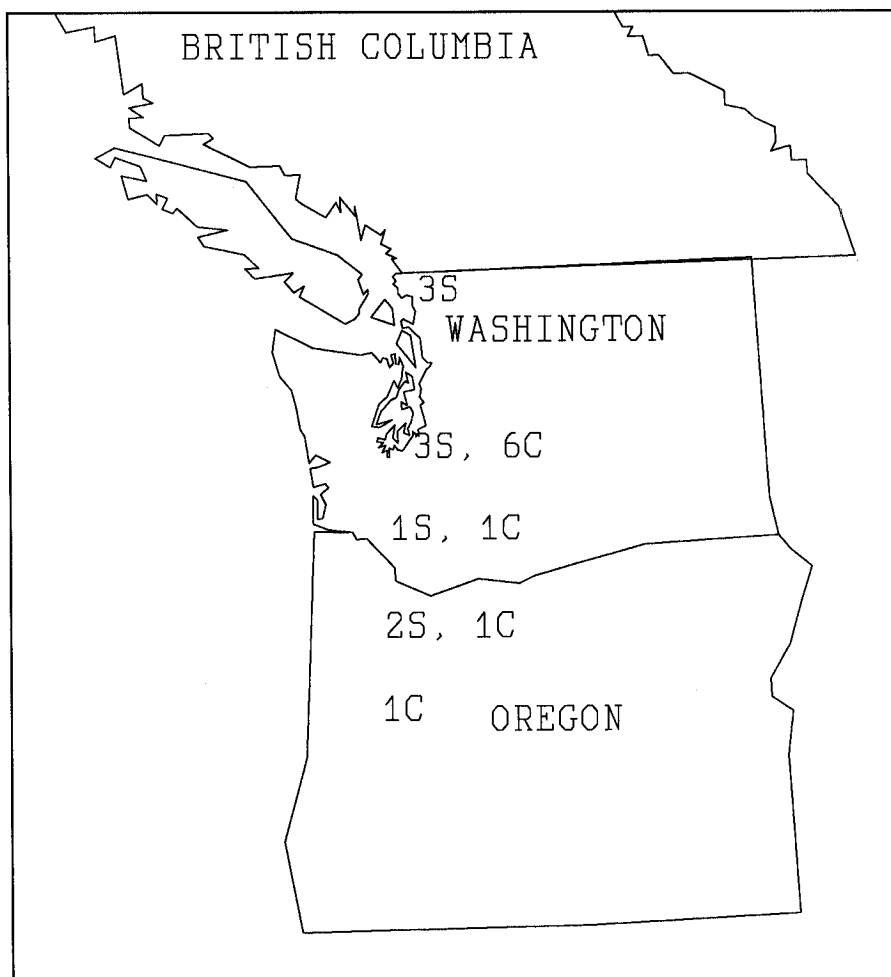 BRITISH COLUMBIA
3S
WASHINGTON
3S, 6C
1S, 1C
2S, 1C
1C
OREGON